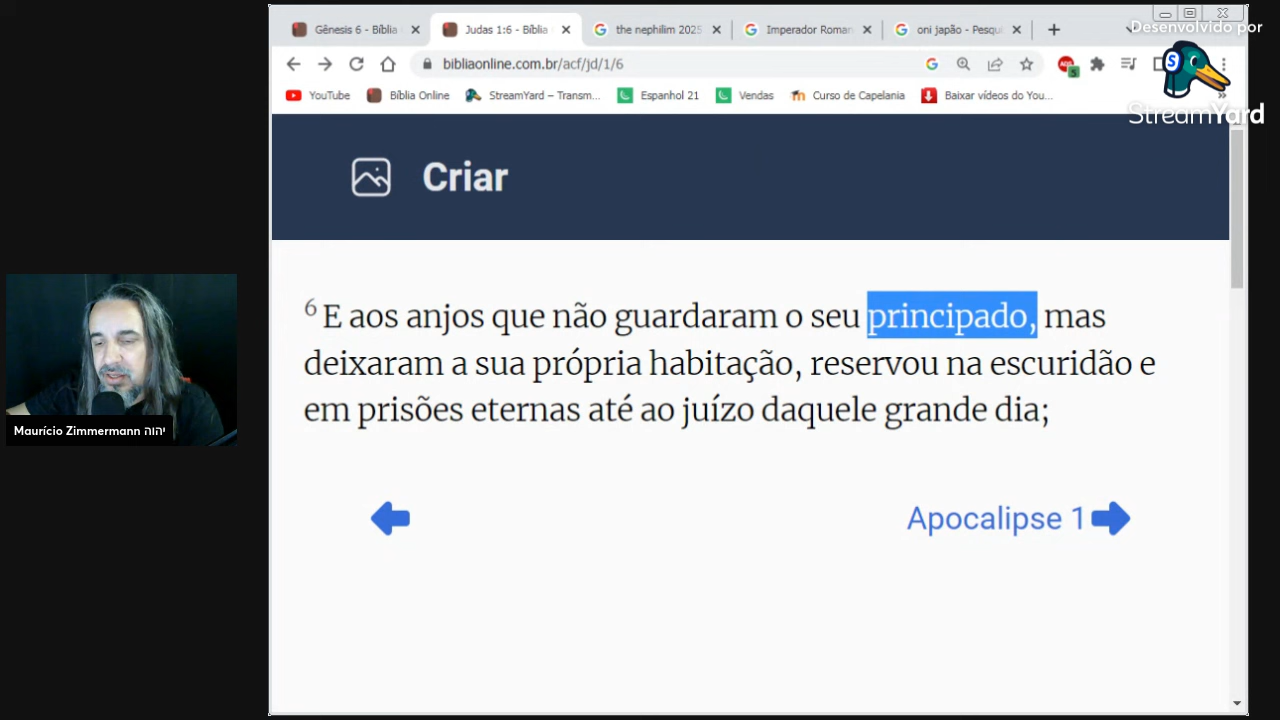 Gênesis 6 - Bíblia
Judas 1:6 - Bíblia
the nephilim 2025
Imperador Roman
oni japão - Pesqu
Desenvolvido por
bibliaonline.com.br/acf/jd/1/6
YouTube
Bíblia Online
StreamYard – Transm...
Espanhol 21
Vendas
Curso de Capelania
Baixar vídeos do You...
StreamYard
Criar
6 E aos anjos que não guardaram o seu principado, mas
deixaram a sua própria habitação, reservou na escuridão e
em prisões eternas até ao juízo daquele grande dia;
Maurício Zimmermann יהוה
Apocalipse 1